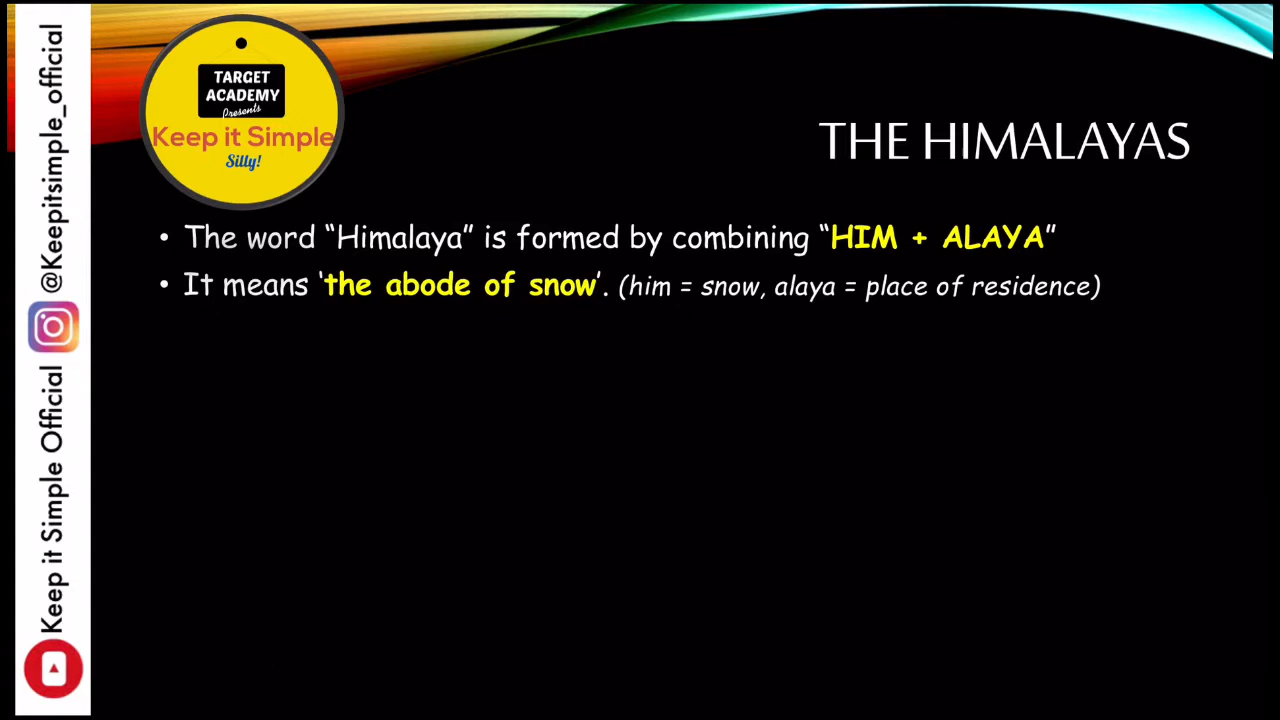 TARGET
ACADEMY
Presents
Keep it Simple
Silly!
THE HIMALAYAS
• The word “Himalaya” is formed by combining “HIM + ALAYA”
• It means ‘the abode of snow’. (him = snow, alaya = place of residence)
@Keepitsimple_official
Keep it Simple Official